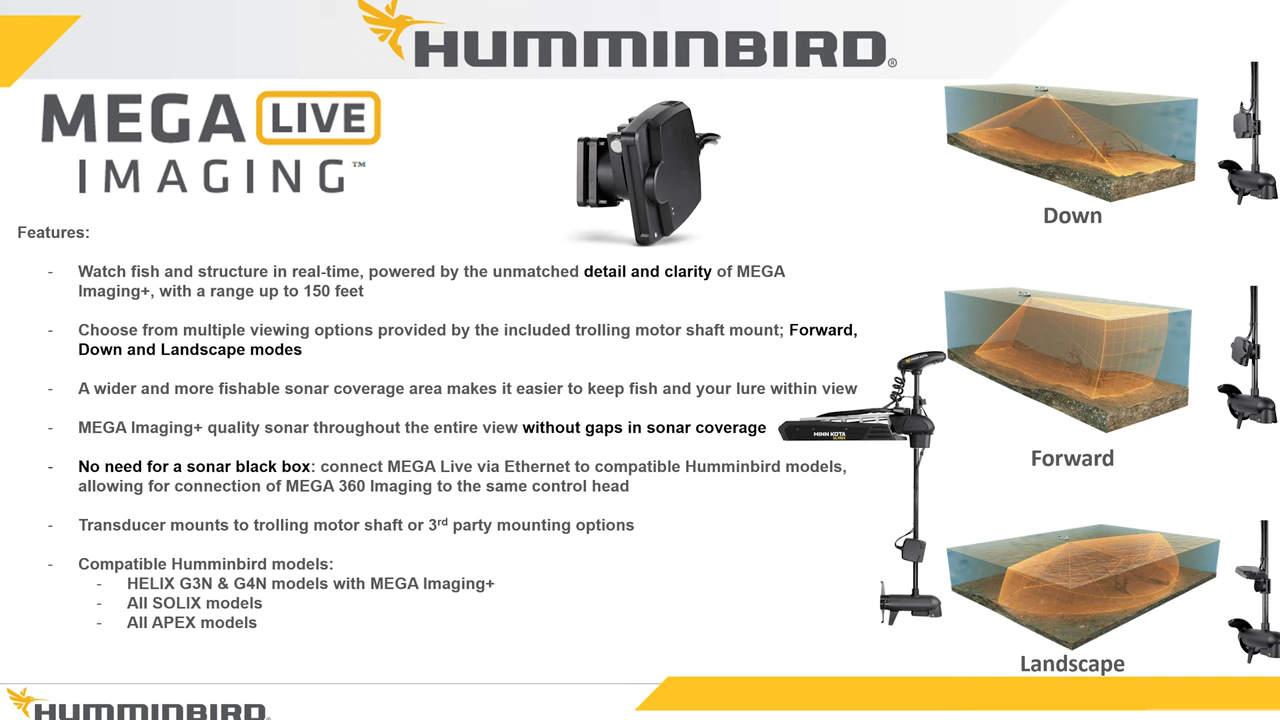 HUMMINBIRD®
MEGA LIVE
IMAGING™
Features:
- Watch fish and structure in real-time, powered by the unmatched detail and clarity of MEGA
Imaging+, with a range up to 150 feet
- Choose from multiple viewing options provided by the included trolling motor shaft mount; Forward,
Down and Landscape modes
- A wider and more fishable sonar coverage area makes it easier to keep fish and your lure within view
- MEGA Imaging+ quality sonar throughout the entire view without gaps in sonar coverage
- No need for a sonar black box: connect MEGA Live via Ethernet to compatible Humminbird models,
allowing for connection of MEGA 360 Imaging to the same control head
- Transducer mounts to trolling motor shaft or 3rd party mounting options
- Compatible Humminbird models:
- HELIX G3N & G4N models with MEGA Imaging+
- All SOLIX models
- All APEX models
MINN KOTA
Down
Forward
Landscape
HUMMINBIRD®